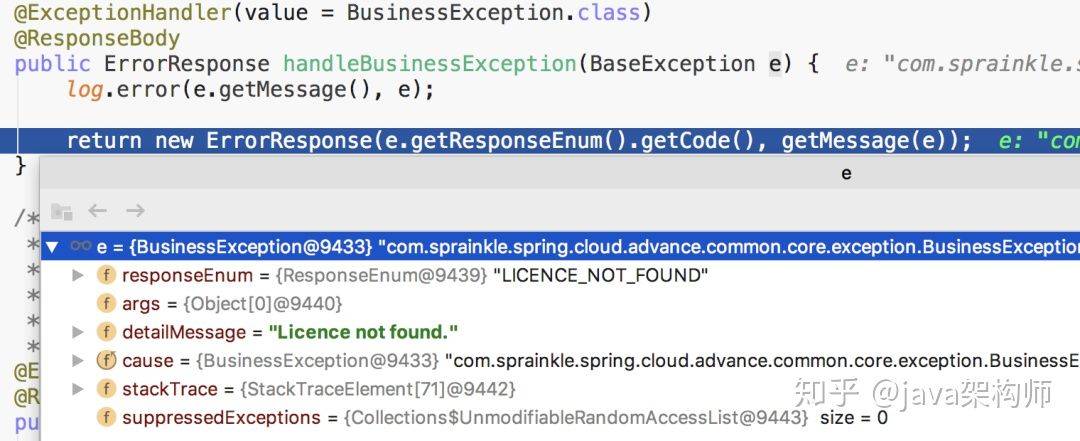 @ExceptionHandler(value = BusinessException.class)
@ResponseBody
public ErrorResponse handleBusinessException(BaseException e) { e: "com.sprainkle.s
log.error(e.getMessage(), e);
return new ErrorResponse(e.getResponseEnum().getCode(), getMessage(e)); e: "con
}
e
/*
*
*
*
*
*
@E
@R
pu
e = {BusinessException@9433} "com.sprainkle.spring.cloud.advance.common.core.exception.BusinessException
responseEnum = {ResponseEnum@9439} "LICENCE_NOT_FOUND"
args = {Object[0]@9440}
detailMessage = "Licence not found."
cause = {BusinessException@9433} "com.sprainkle.spring.cloud.advance.common.core.exception.BusinessE
stackTrace = {StackTraceElement[71]@9442}
suppressedExceptions = {Collections$UnmodifiableRandomAccessList@9443} size = 0
知乎 @java架构师